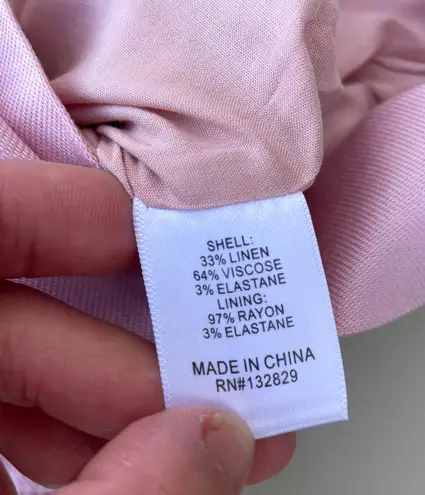 SHELL:
33% LINEN
64% VISCOSE
3% ELASTANE
LINING:
97% RAYON
3% ELASTANE
MADE IN CHINA
RN#132829